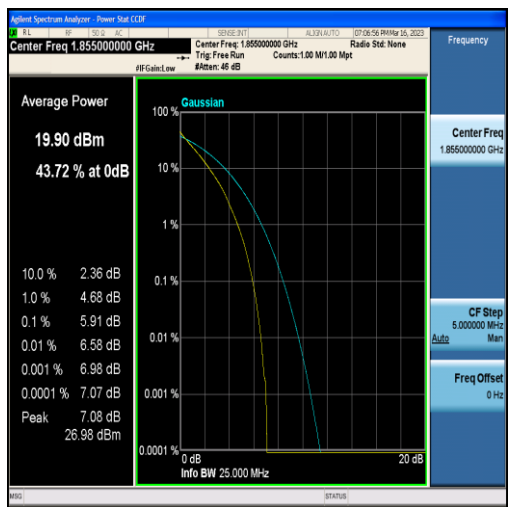 Agilent Spectrum Analyzer - Power Stat CCDF
RL RF 50 Ω AC SENSE:INT ALIGN AUTO 07:06:56 PM Mar 16, 2023
Center Freq 1.855000000 GHz
Center Freq: 1.855000000 GHz Radio Std: None
Trig: Free Run Counts:1.00 M/1.00 Mpt
#IFGain:Low #Atten: 46 dB
Frequency
Average Power
19.90 dBm
43.72 % at 0dB
10.0 % 2.36 dB
1.0 % 4.68 dB
0.1 % 5.91 dB
0.01 % 6.58 dB
0.001 % 6.98 dB
0.0001 % 7.07 dB
Peak 7.08 dB
26.98 dBm
Gaussian
100 %
10 %
1 %
0.1 %
0.01 %
0.001 %
0.0001 %
0 dB 20 dB
Info BW 25.000 MHz
Center Freq
1.855000000 GHz
CF Step
5.000000 MHz
Auto Man
Freq Offset
0 Hz
MSG STATUS